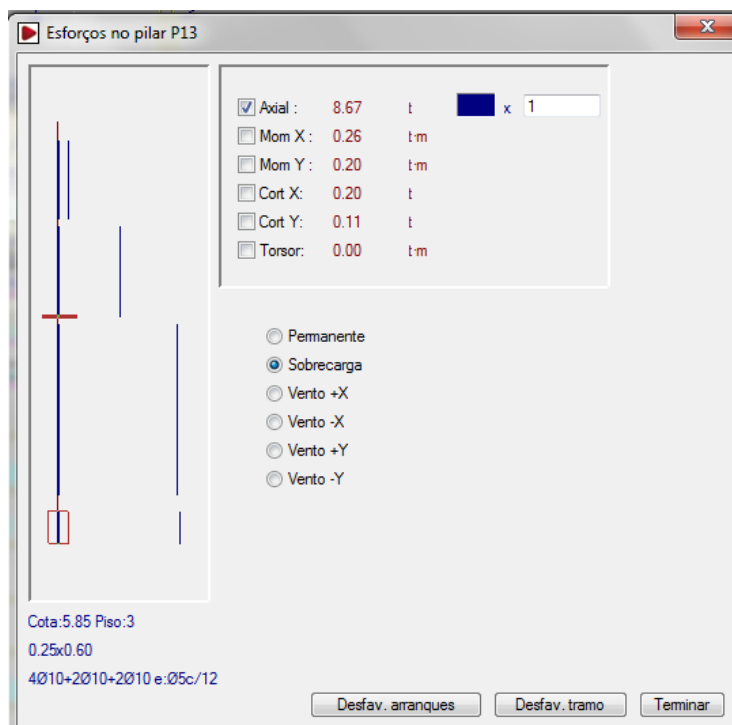 Esforços no pilar P13
Axial : 8.67 t x 1
Mom X : 0.26 t·m
Mom Y : 0.20 t·m
Cort X: 0.20 t
Cort Y: 0.11 t
Torsor: 0.00 t·m
Permanente
Sobrecarga
Vento +X
Vento -X
Vento +Y
Vento -Y
Cota:5.85 Piso:3
0.25x0.60
4Ø10+2Ø10+2Ø10 e:Ø5c/12
Desfav. arranques Desfav. tramo Terminar